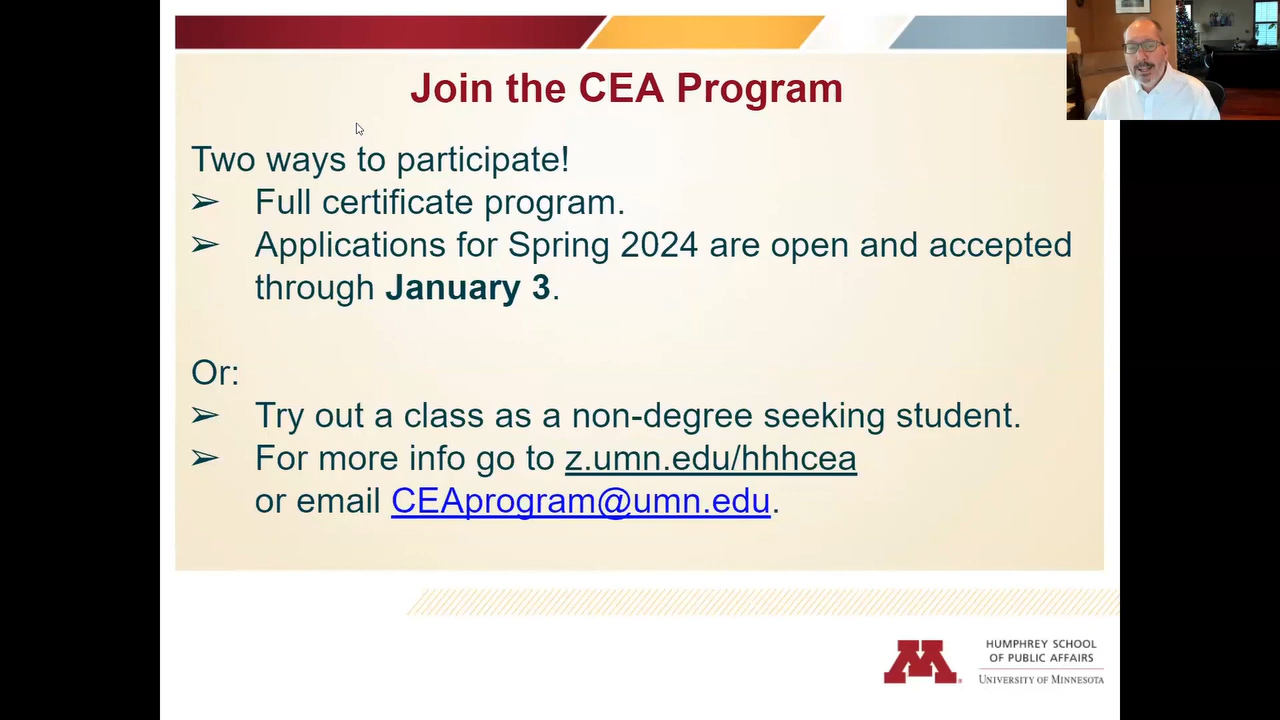 Join the CEA Program
Two ways to participate!
➢ Full certificate program.
➢ Applications for Spring 2024 are open and accepted
through January 3.
Or:
➢ Try out a class as a non-degree seeking student.
➢ For more info go to z.umn.edu/hhhcea
or email CEAprogram@umn.edu.
M
HUMPHREY SCHOOL
OF PUBLIC AFFAIRS
UNIVERSITY OF MINNESOTA